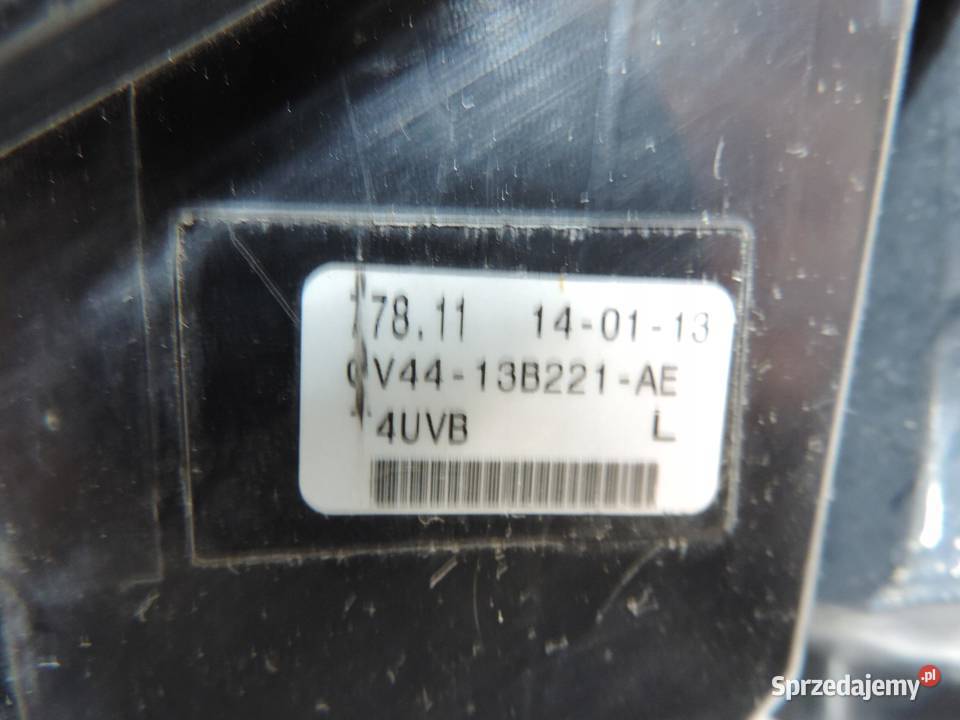 78.11 14-01-13
V44-13B221-AE
4UVB L
Sprzedajemy.pl